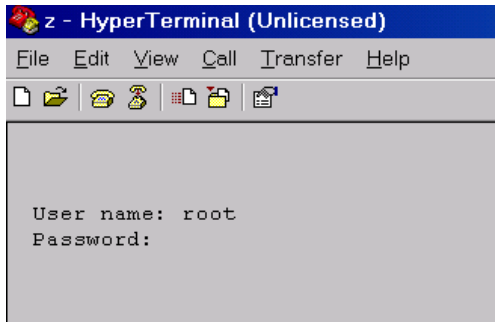 z - HyperTerminal (Unlicensed)
File Edit View Call Transfer Help
User name: root
Password: